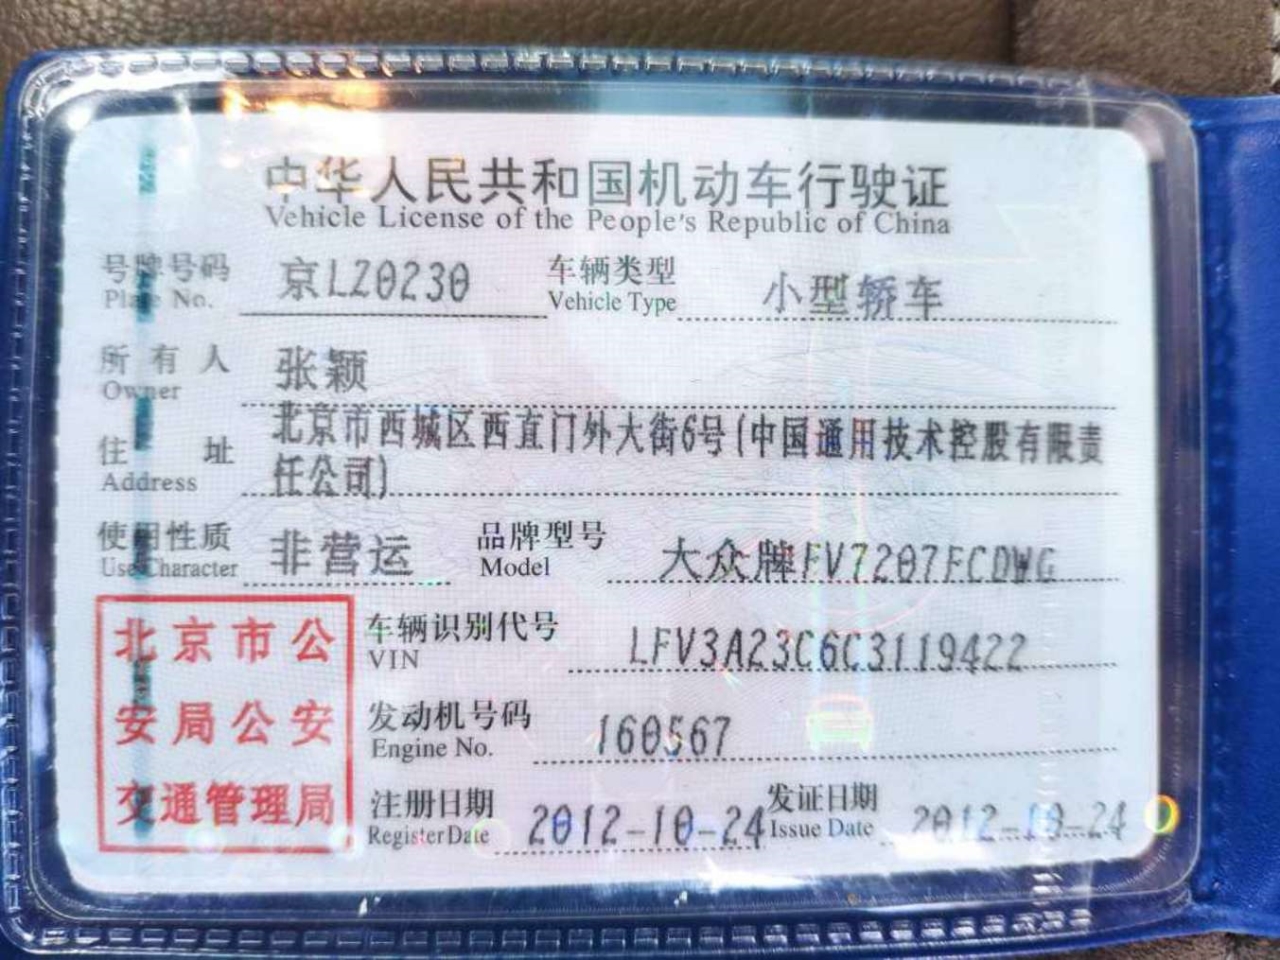 中华人民共和国机动车行驶证
Vehicle License of the People's Republic of China
号牌号码 京LZ0230 车辆类型 小型轿车
Plate No. Vehicle Type
所有人 张颖
Owner
住址 北京市西城区西直门外大街6号(中国通用技术控股有限责
Address 任公司)
使用性质 非营运 品牌型号 大众牌FV7207FCDWG
Use Character Model
北京市公
安局公安
交通管理局
车辆识别代号 LFV3A23C6C3119422
VIN
发动机号码 160567
Engine No.
注册日期 2012-10-24 发证日期 2012-10-24
Register Date Issue Date